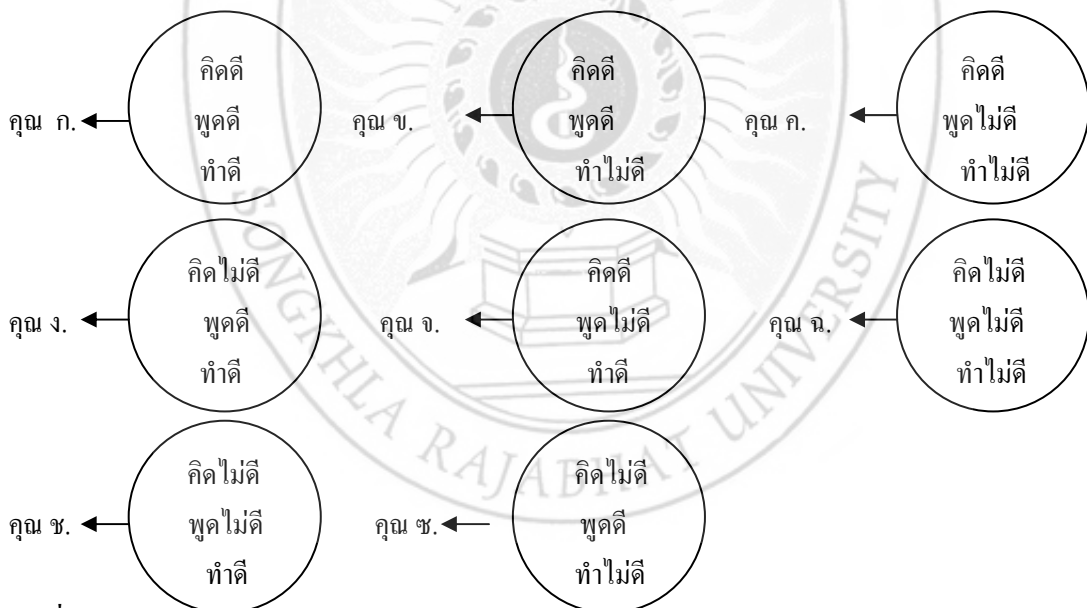 คิดดี
คุณ ก. พูดดี
ทำดี
คิดดี
คุณ ข. พูดดี
ทำไม่ดี
คิดดี
คุณ ค. พูดไม่ดี
ทำไม่ดี
คิดไม่ดี
คุณ ง. พูดดี
ทำดี
คิดดี
คุณ จ. พูดไม่ดี
ทำดี
คิดไม่ดี
คุณ ฉ. พูดไม่ดี
ทำไม่ดี
คิดไม่ดี
คุณ ช. พูดไม่ดี
ทำดี
คิดไม่ดี
คุณ ซ. พูดดี
ทำไม่ดี
SONGKHLA RAJABHAT UNIVERSITY